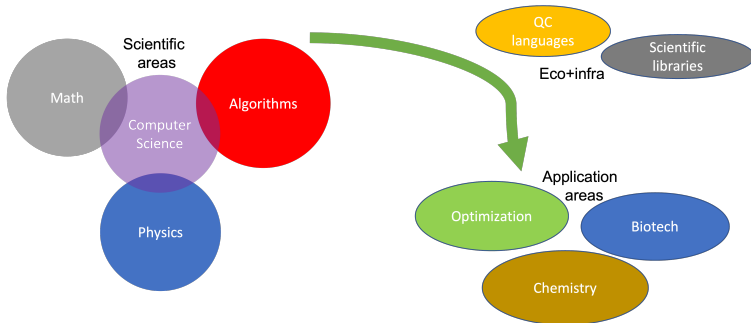 Scientific
areas
Math
Algorithms
Computer
Science
Physics
QC
languages
Scientific
libraries
Eco+infra
Application
areas
Optimization
Biotech
Chemistry